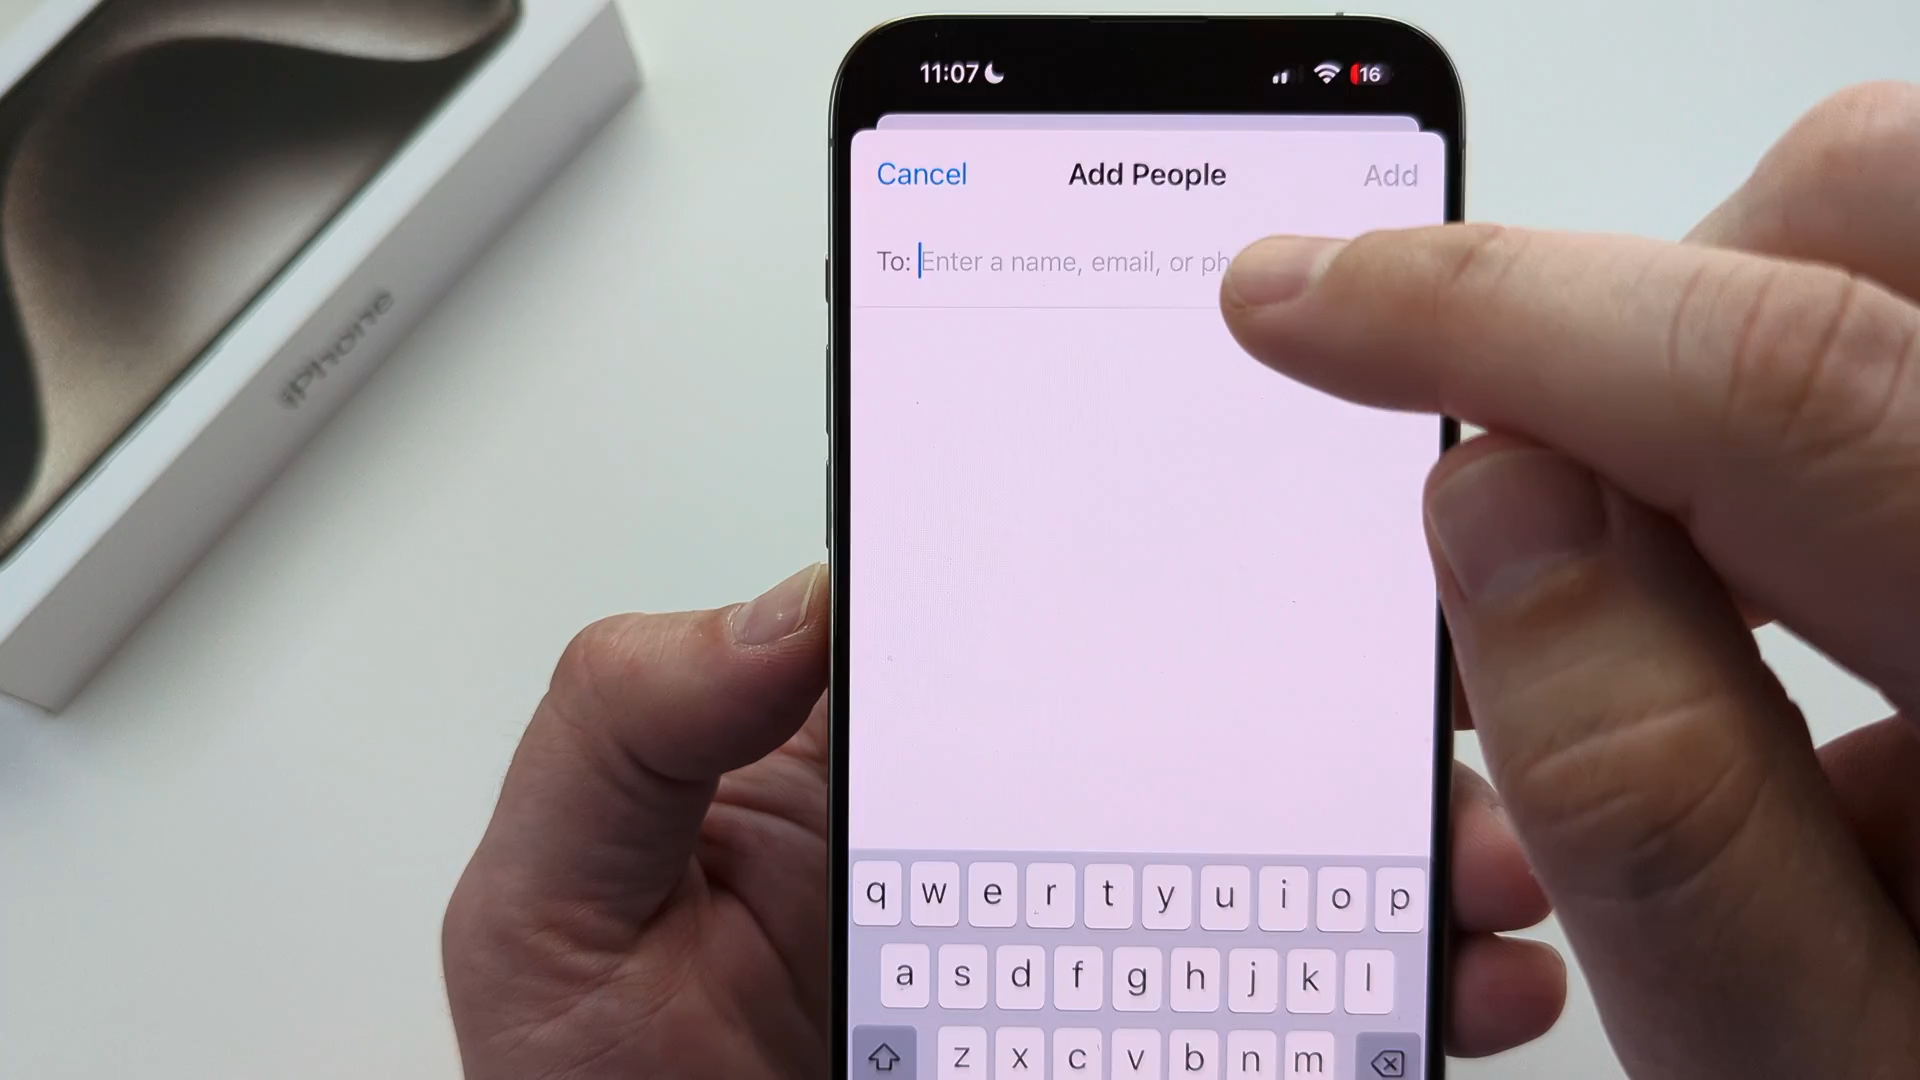 iPhone
11:07
16
Cancel Add People Add
To: Enter a name, email, or ph
q w e r t y u i o p
a s d f g h j k l
z x c v b n m